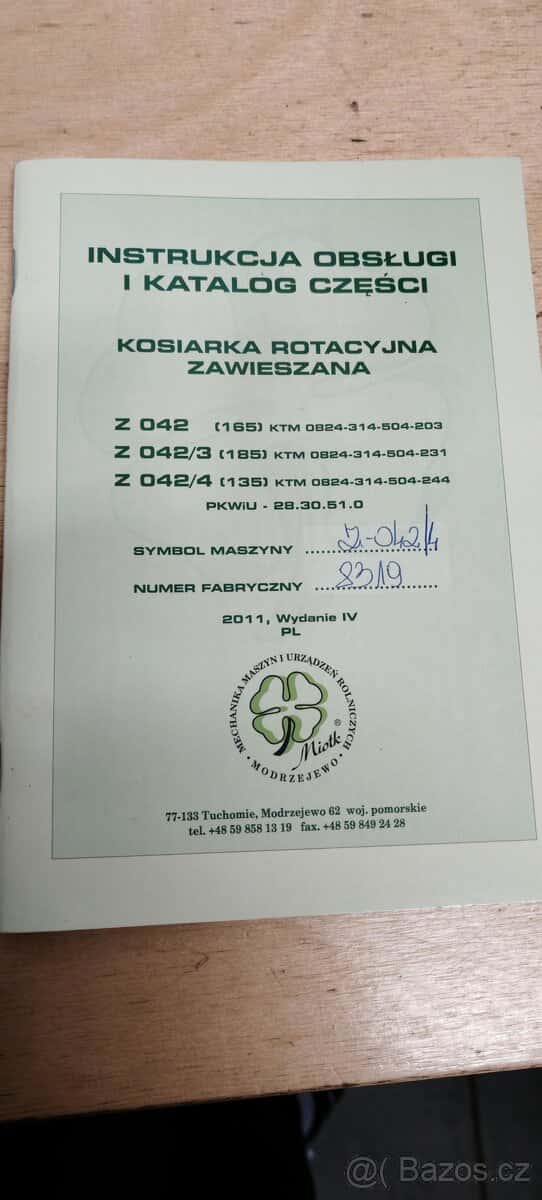 INSTRUKCJA OBSŁUGI
I KATALOG CZĘŚCI
KOSIARKA ROTACYJNA
ZAWIESZANA
Z 042 (165) KTM 0824-314-504-203
Z 042/3 (185) KTM 0824-314-504-231
Z 042/4 (135) KTM 0824-314-504-244
PKWiU - 28.30.51.0
SYMBOL MASZYNY ........ Z-042/4
NUMER FABRYCZNY ........ 8319
2011, Wydanie IV
PL
MECHANIKA MASZYN I URZĄDZEŃ ROLNICZYCH
Miotk ®
• MODRZEJEWO •
77-133 Tuchomie, Modrzejewo 62 woj. pomorskie
tel. +48 59 858 13 19 fax. +48 59 849 24 28
@( Bazos.cz